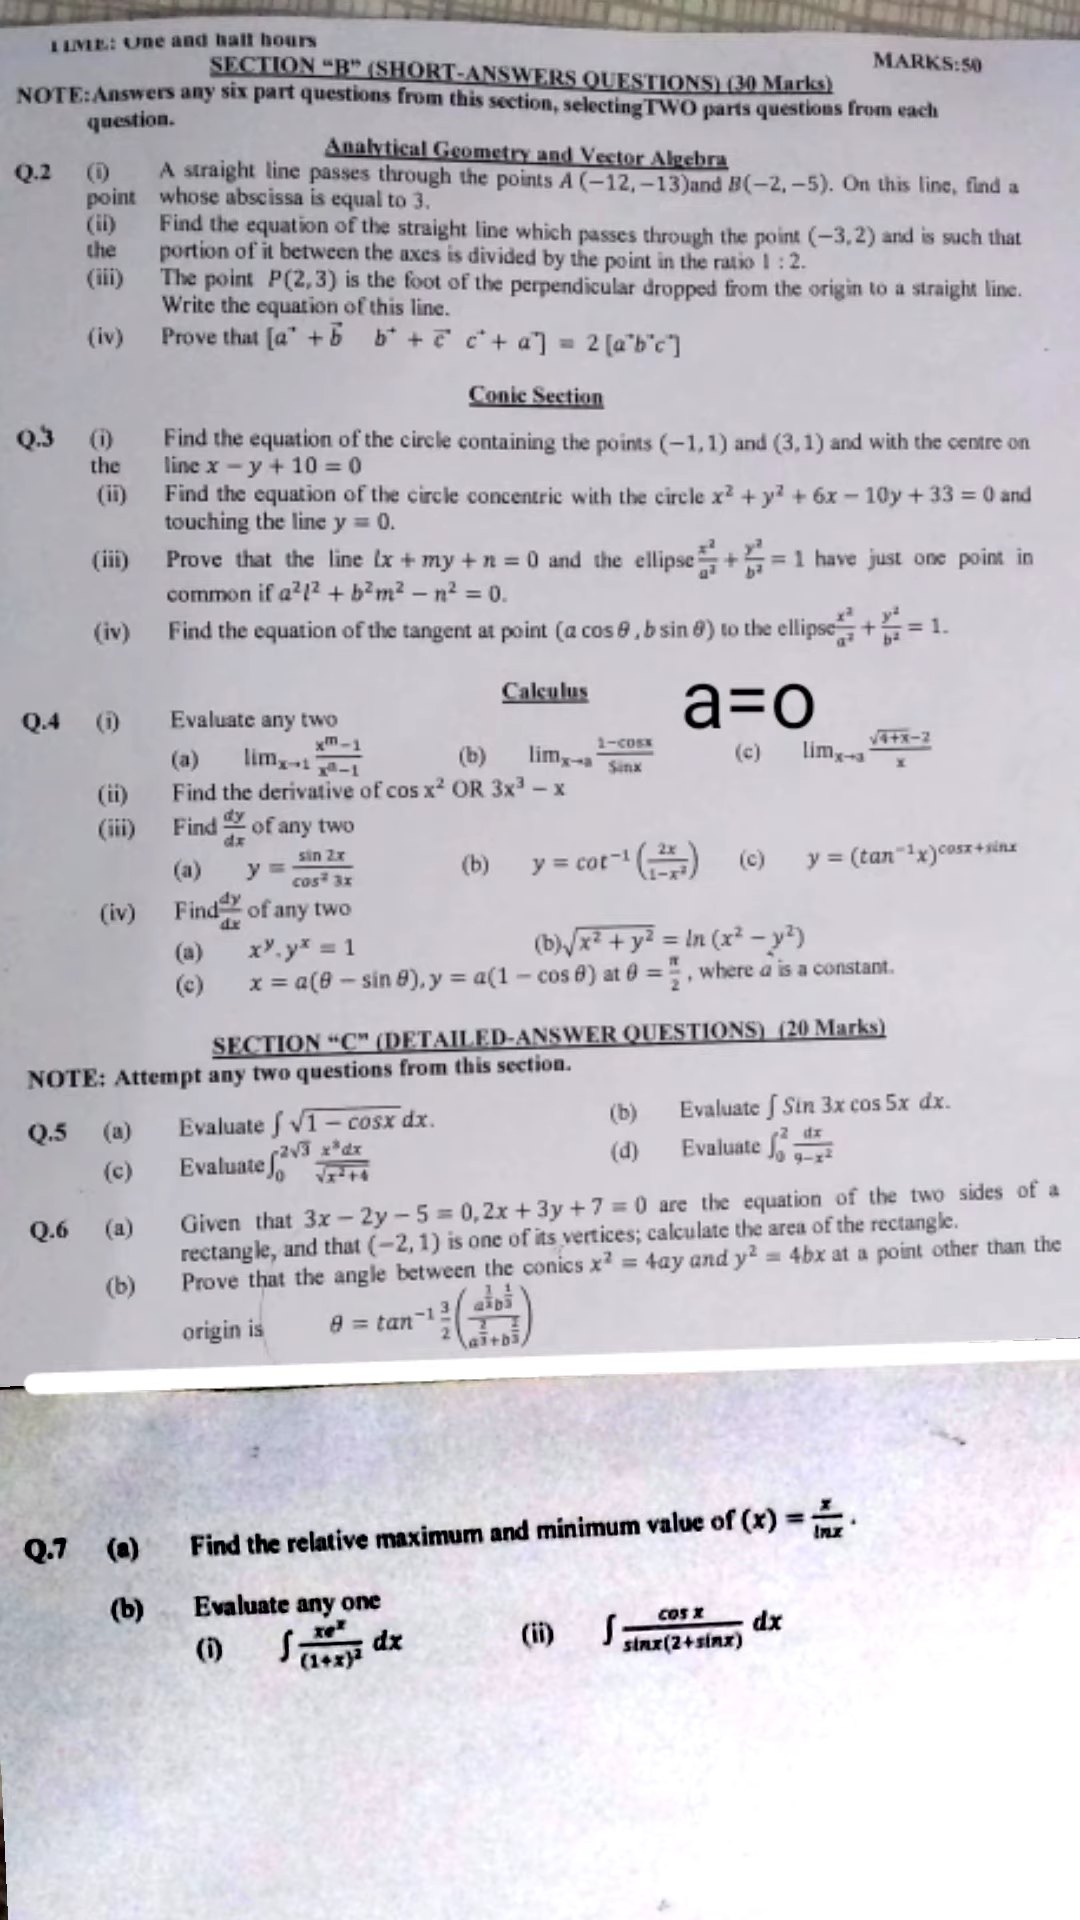 TIME: One and half hours
MARKS:50
SECTION "B" (SHORT-ANSWERS QUESTIONS) (30 Marks)
NOTE:Answers any six part questions from this section, selecting TWO parts questions from each
question.
Analytical Geometry and Vector Algebra
Q.2 (i) A straight line passes through the points A (−12, −13)and B(−2, −5). On this line, find a
point whose abscissa is equal to 3.
(ii) Find the equation of the straight line which passes through the point (−3, 2) and is such that
the portion of it between the axes is divided by the point in the ratio 1 : 2.
(iii) The point P(2, 3) is the foot of the perpendicular dropped from the origin to a straight line.
Write the equation of this line.
(iv) Prove that [a⃗ + b⃗ b⃗ + c⃗ c⃗ + a⃗] = 2 [a⃗ b⃗ c⃗]
Conic Section
Q.3 (i) Find the equation of the circle containing the points (−1, 1) and (3, 1) and with the centre on
the line x − y + 10 = 0
(ii) Find the equation of the circle concentric with the circle x² + y² + 6x − 10y + 33 = 0 and
touching the line y = 0.
(iii) Prove that the line lx + my + n = 0 and the ellipse x²/a² + y²/b² = 1 have just one point in
common if a²l² + b²m² − n² = 0.
(iv) Find the equation of the tangent at point (a cos θ , b sin θ) to the ellipse x²/a² + y²/b² = 1.
Calculus a=o
Q.4 (i) Evaluate any two
(a) lim x→1 (x^m−1)/(x^n−1) (b) lim x→a (1−cosx)/Sinx (c) lim x→a (√(4+x)−2)/x
(ii) Find the derivative of cos x² OR 3x³ − x
(iii) Find dy/dx of any two
(a) y = sin 2x/cos² 3x (b) y = cot⁻¹(2x/(1−x²)) (c) y = (tan⁻¹x)^(cosx+sinx)
(iv) Find dy/dx of any two
(a) x^y . y^x = 1 (b) √(x² + y²) = ln (x² − y²)
(c) x = a(θ − sin θ), y = a(1 − cos θ) at θ = π/2 , where a is a constant.
SECTION "C" (DETAILED-ANSWER QUESTIONS) (20 Marks)
NOTE: Attempt any two questions from this section.
Q.5 (a) Evaluate ∫ √(1 − cosx) dx. (b) Evaluate ∫ Sin 3x cos 5x dx.
(c) Evaluate ∫₀^(2√3) x³dx/√(x²+4) (d) Evaluate ∫₀² dx/(9−x²)
Q.6 (a) Given that 3x − 2y − 5 = 0, 2x + 3y + 7 = 0 are the equation of the two sides of a
rectangle, and that (−2, 1) is one of its vertices; calculate the area of the rectangle.
(b) Prove that the angle between the conics x² = 4ay and y² = 4bx at a point other than the
origin is θ = tan⁻¹ 3/2 (a^(1/3)b^(1/3)/(a^(2/3)+b^(2/3)))
Q.7 (a) Find the relative maximum and minimum value of (x) = x/lnx .
(b) Evaluate any one
(i) ∫ xe^x/(1+x)² dx (ii) ∫ cos x/(sinx(2+sinx)) dx